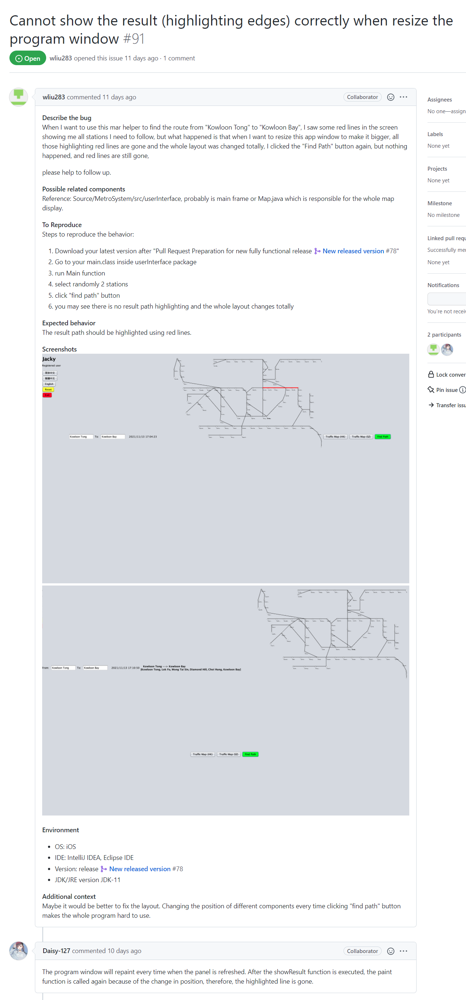 Cannot show the result (highlighting edges) correctly when resize the
program window #91
Open
wliu283 opened this issue 11 days ago · 1 comment
wliu283 commented 11 days ago
Collaborator
Describe the bug
When I want to use this mar helper to find the route from "Kowloon Tong" to "Kowloon Bay", I saw some red lines in the screen
showing me all stations I need to follow, but what happened is that when I want to resize this app window to make it bigger, all
those highlighting red lines are gone and the whole layout was changed totally, I clicked the "Find Path" button again, but nothing
happened, and red lines are still gone,
please help to follow up.
Possible related components
Reference: Source/MetroSystem/src/userInterface, probably is main frame or Map.java which is responsible for the whole map
display.
To Reproduce
Steps to reproduce the behavior:
1. Download your latest version after "Pull Request Preparation for new fully functional release New released version #78"
2. Go to your main.class inside userInterface package
3. run Main function
4. select randomly 2 stations
5. click "find path" button
6. you may see there is no result path highlighting and the whole layout changes totally
Expected behavior
The result path should be highlighted using red lines.
Screenshots
Jacky
Registered user
简体中文
繁體中文
English
Reset
Exit
Kowloon Tong To: Kowloon Bay 2021/11/13 17:04:23
Traffic Map (HK) Traffic Map (SZ) Find Path
From: Kowloon Tong To: Kowloon Bay 2021/11/13 17:10:50
Kowloon Tong --> Kowloon Bay
[Kowloon Tong, Lok Fu, Wong Tai Sin, Diamond Hill, Choi Hung, Kowloon Bay]
Traffic Map (HK) Traffic Map (SZ) Find Path
Environment
• OS: iOS
• IDE: IntelliJ IDEA, Eclipse IDE
• Version: release New released version #78
• JDK/JRE version JDK-11
Additional context
Maybe it would be better to fix the layout. Changing the position of different components every time clicking "find path" button
makes the whole program hard to use.
Daisy-127 commented 10 days ago
Collaborator
The program window will repaint every time when the panel is refreshed. After the showResult function is executed, the paint
function is called again because of the change in position, therefore, the highlighted line is gone.
Assignees
No one—assign
Labels
None yet
Projects
None yet
Milestone
No milestone
Linked pull requ
Successfully mer
None yet
Notifications
You're not receiv
2 participants
Lock conver
Pin issue
Transfer issu